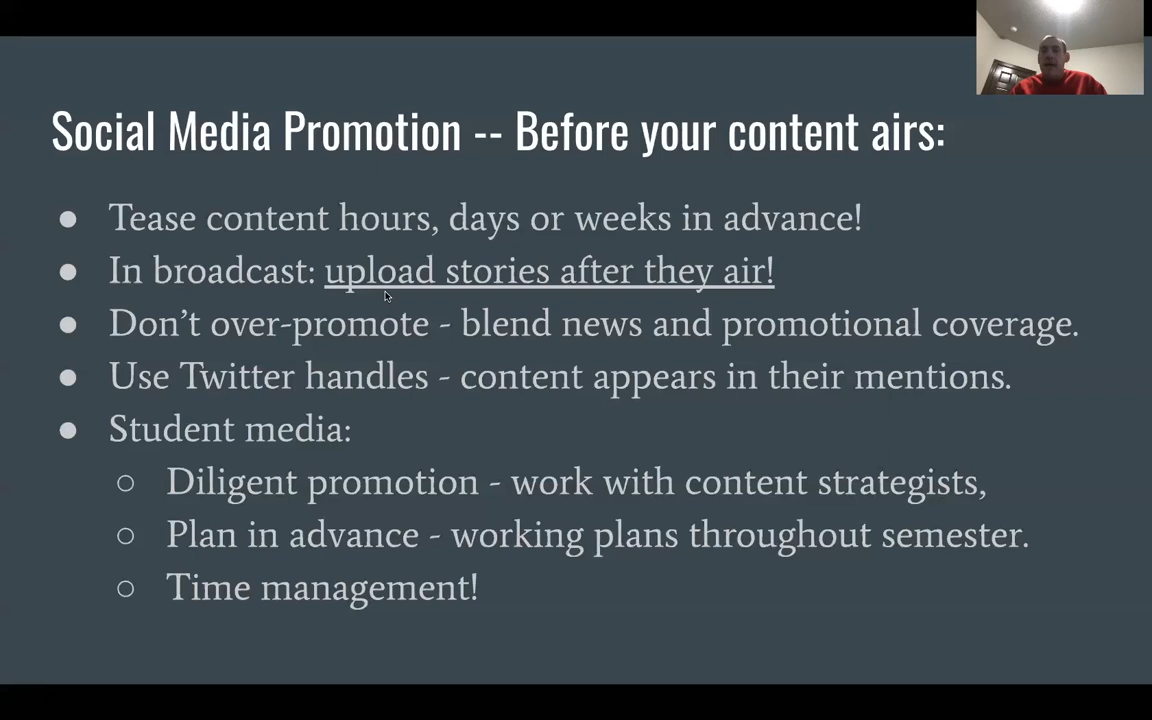 Social Media Promotion -- Before your content airs:
● Tease content hours, days or weeks in advance!
● In broadcast: upload stories after they air!
● Don’t over-promote - blend news and promotional coverage.
● Use Twitter handles - content appears in their mentions.
● Student media:
○ Diligent promotion - work with content strategists,
○ Plan in advance - working plans throughout semester.
○ Time management!